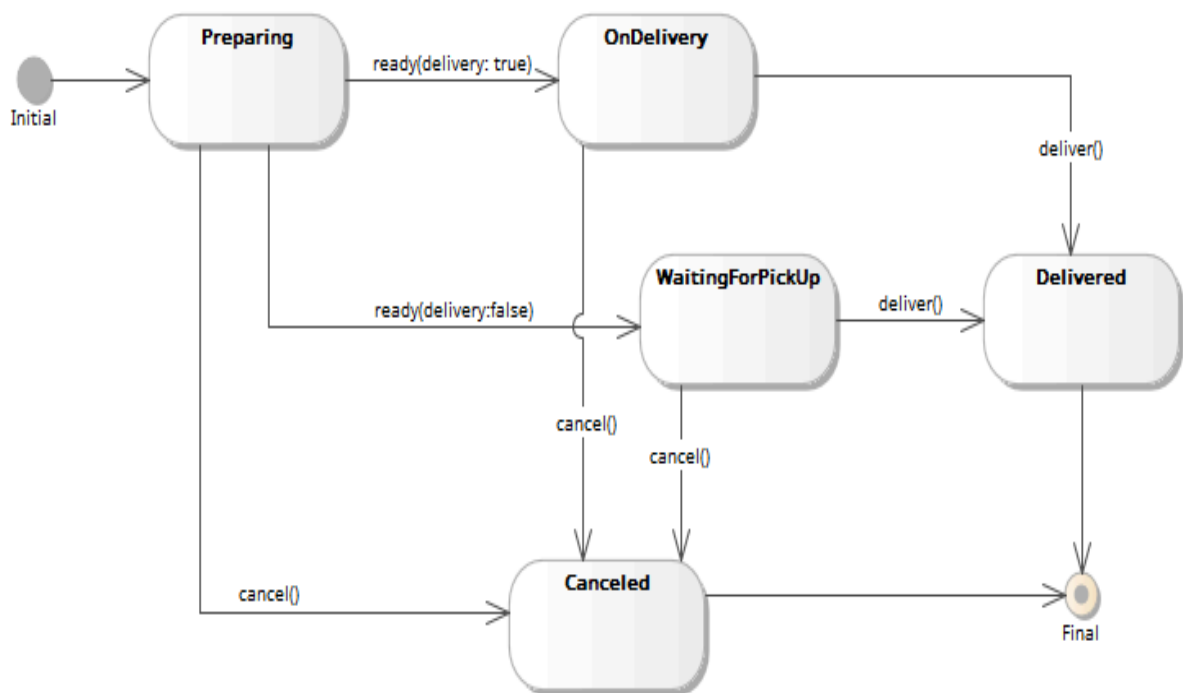 Preparing
OnDelivery
ready(delivery: true)
Initial
deliver()
WaitingForPickUp
Delivered
ready(delivery:false)
deliver()
cancel()
cancel()
Canceled
cancel()
Final